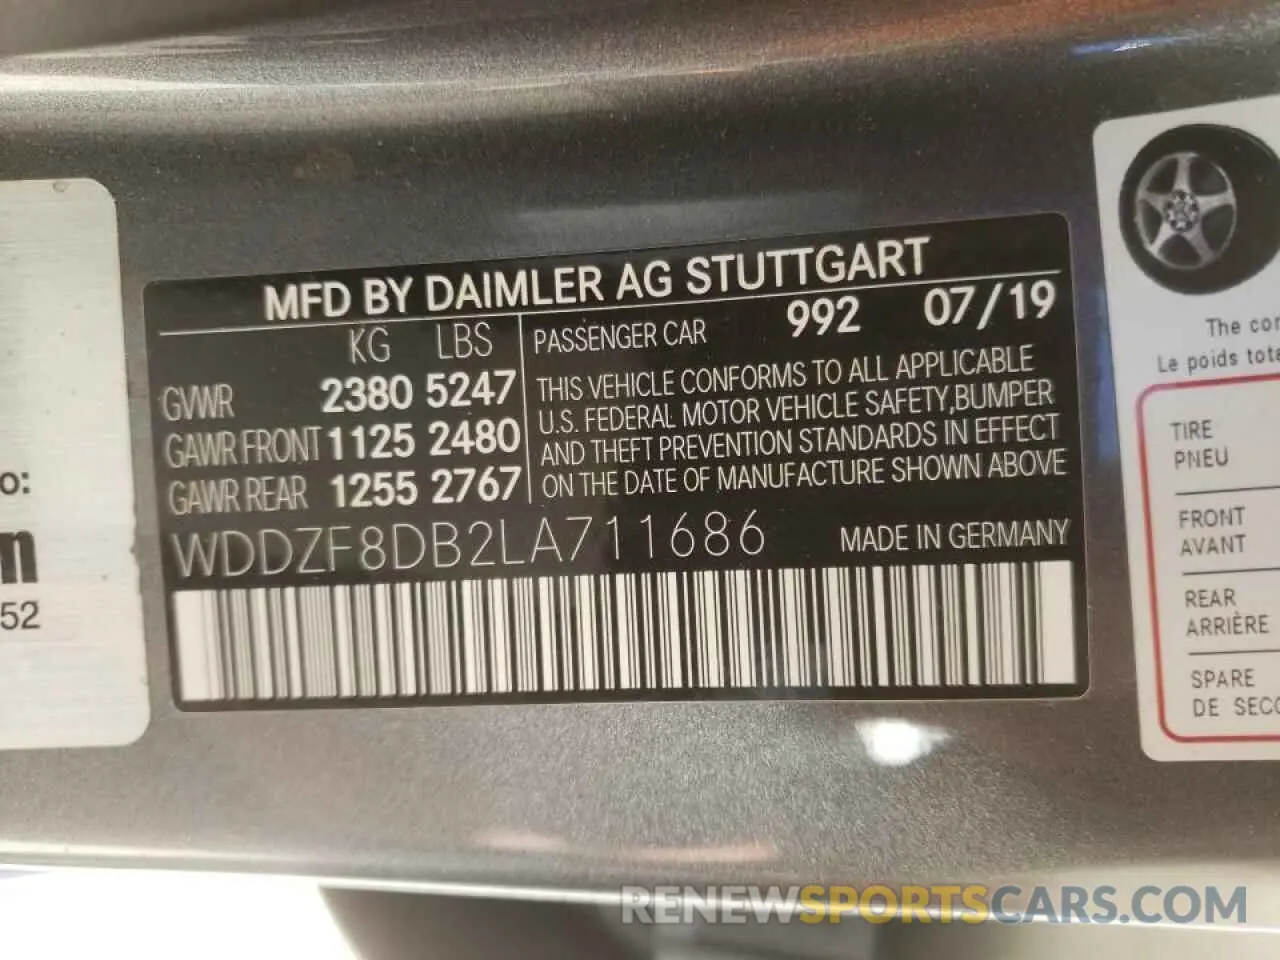 MFD BY DAIMLER AG STUTTGART
KG LBS
PASSENGER CAR 992 07/19
GVWR 2380 5247
GAWR FRONT 1125 2480
GAWR REAR 1255 2767
THIS VEHICLE CONFORMS TO ALL APPLICABLE
U.S. FEDERAL MOTOR VEHICLE SAFETY, BUMPER
AND THEFT PREVENTION STANDARDS IN EFFECT
ON THE DATE OF MANUFACTURE SHOWN ABOVE
WDDZF8DB2LA711686 MADE IN GERMANY
o:
52
The
Le poids
TIRE
PNEU
FRONT
AVANT
REAR
ARRIÈRE
SPARE
DE
RENEWSPORTSCARS.COM